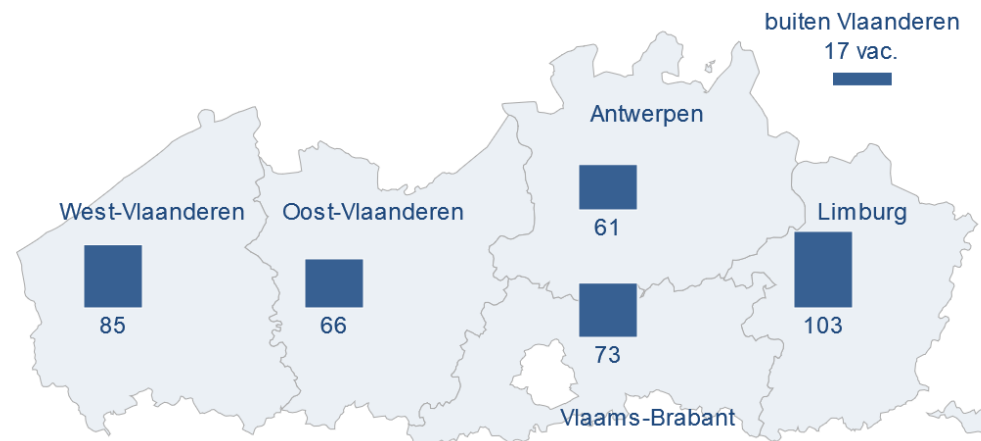 buiten Vlaanderen
17 vac.
Antwerpen
61
West-Vlaanderen
85
Oost-Vlaanderen
66
Limburg
103
73
Vlaams-Brabant